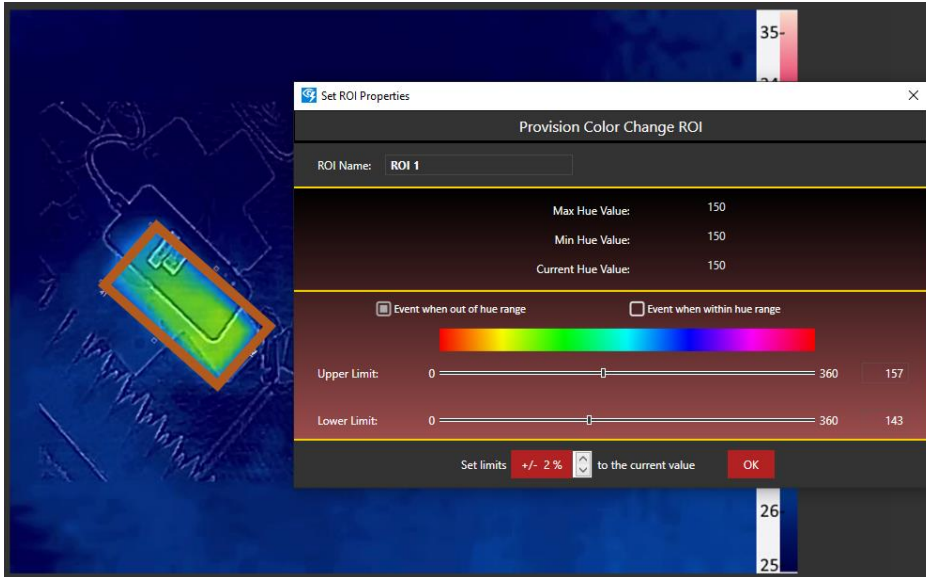 35-
Set ROI Properties
Provision Color Change ROI
ROI Name: ROI 1
Max Hue Value: 150
Min Hue Value: 150
Current Hue Value: 150
Event when out of hue range Event when within hue range
Upper Limit: 0 360 157
Lower Limit: 0 360 143
Set limits +/- 2 % to the current value OK
26
25